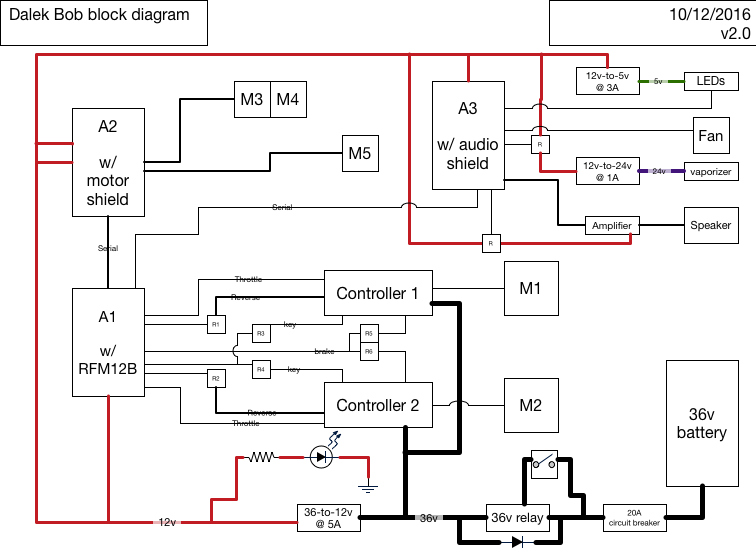 Dalek Bob block diagram
10/12/2016
v2.0
12v-to-5v
@ 3A
5v
LEDs
M3
M4
A2
w/
motor
shield
A3
w/ audio
shield
Fan
R
M5
12v-to-24v
@ 1A
24v
vaporizer
Serial
Amplifier
Speaker
R
Serial
Throttle
Reverse
Controller 1
M1
A1
w/
RFM12B
R1
R3
key
R5
brake
R6
R2
R4
key
Controller 2
M2
Reverse
Throttle
36v
battery
12v
36-to-12v
@ 5A
36v
36v relay
20A
circuit breaker